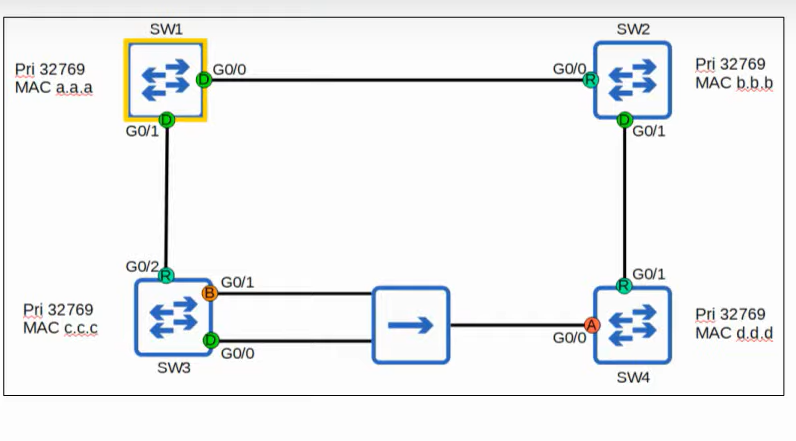 SW1
SW2
Pri 32769
MAC a.a.a
D
G0/0
G0/0
R
Pri 32769
MAC b.b.b
G0/1
D
D
G0/1
G0/2
R
G0/1
R
B
G0/1
Pri 32769
MAC c.c.c
D
G0/0
A
G0/0
Pri 32769
MAC d.d.d
SW3
SW4